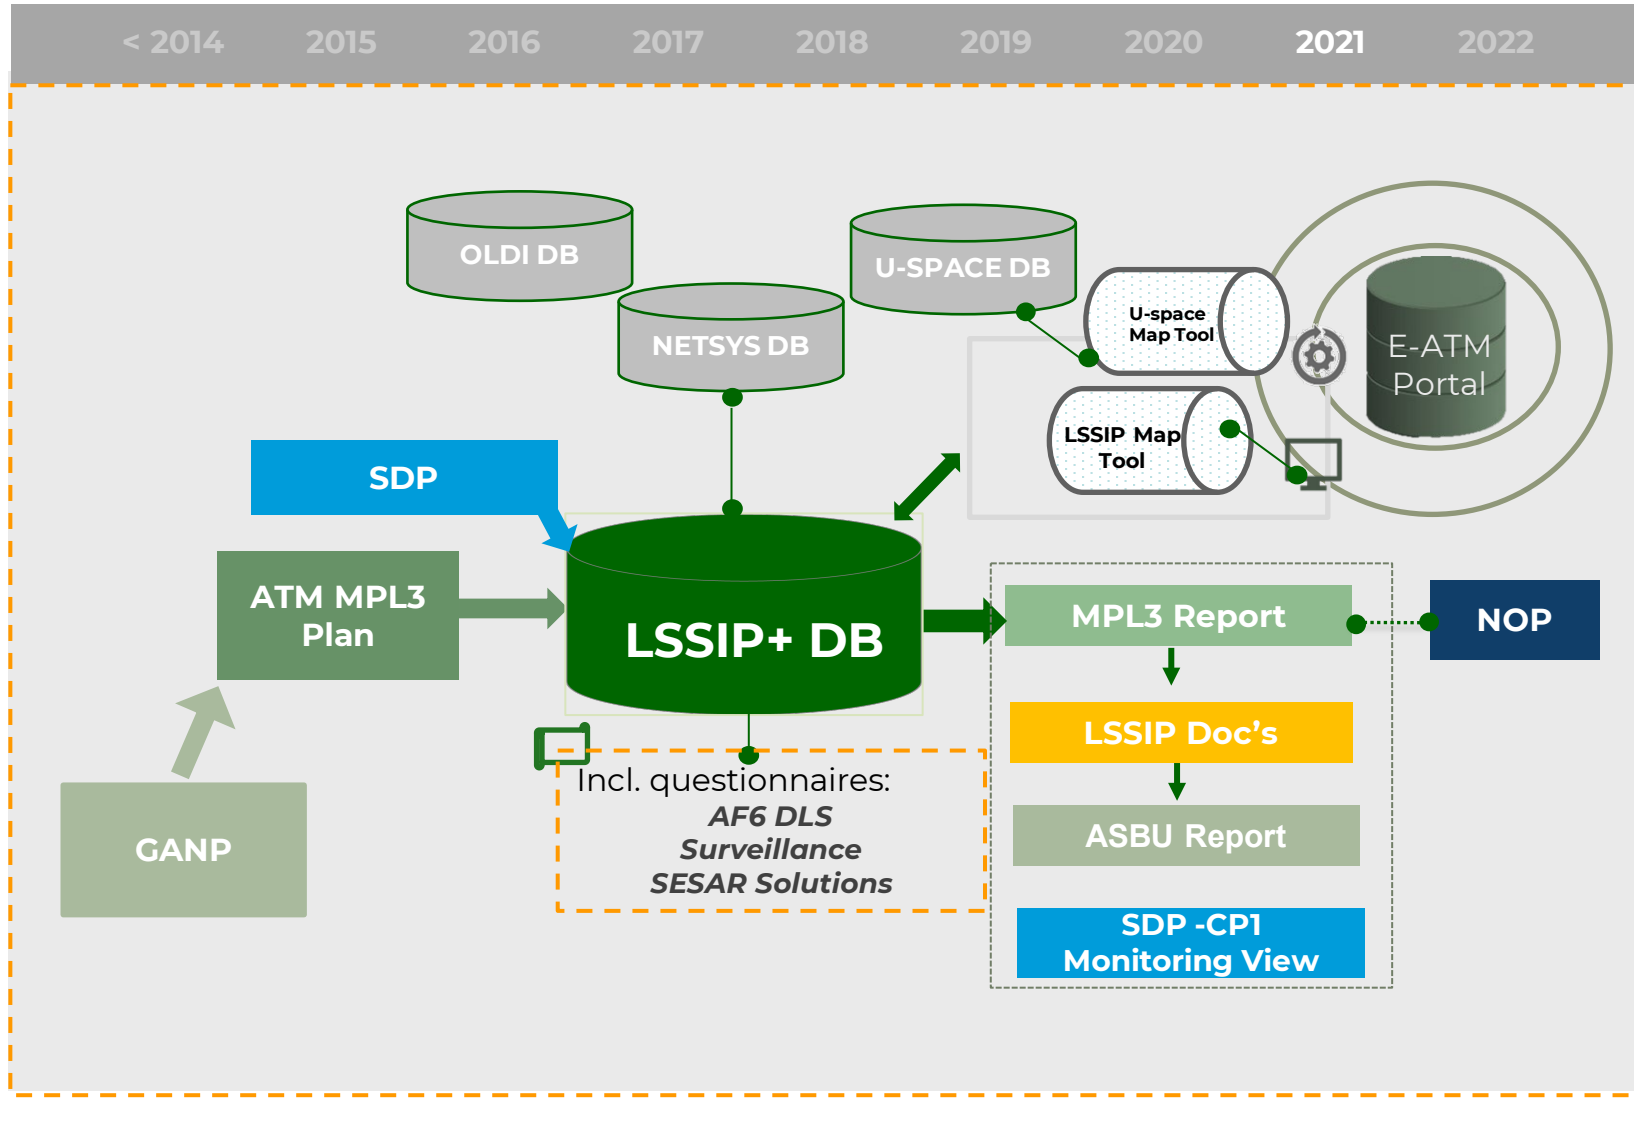 < 2014 2015 2016 2017 2018 2019 2020 2021 2022
OLDI DB
NETSYS DB
U-SPACE DB
U-space
Map Tool
E-ATM
Portal
LSSIP Map
Tool
SDP
ATM MPL3
Plan
LSSIP+ DB
MPL3 Report
NOP
LSSIP Doc’s
GANP
Incl. questionnaires:
AF6 DLS
Surveillance
SESAR Solutions
ASBU Report
SDP -CP1
Monitoring View